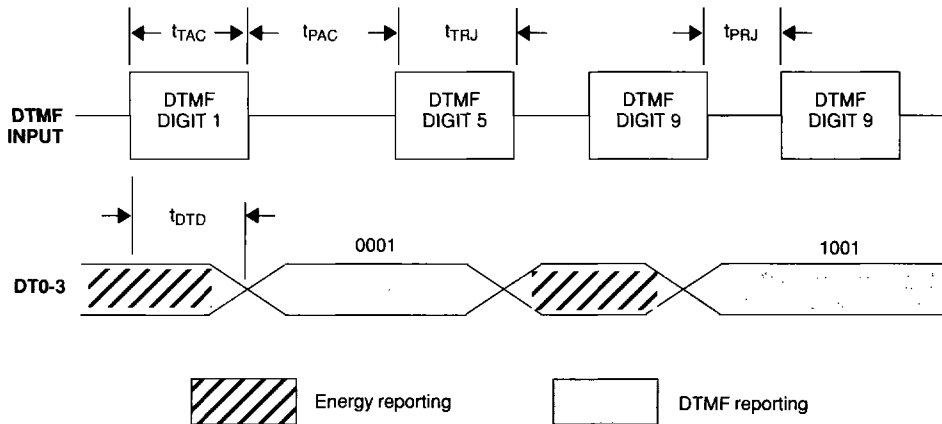 tTAC
tPAC
tTRJ
tPRJ
DTMF INPUT
DTMF DIGIT 1
DTMF DIGIT 5
DTMF DIGIT 9
DTMF DIGIT 9
tDTD
0001
1001
DT0-3
Energy reporting
DTMF reporting